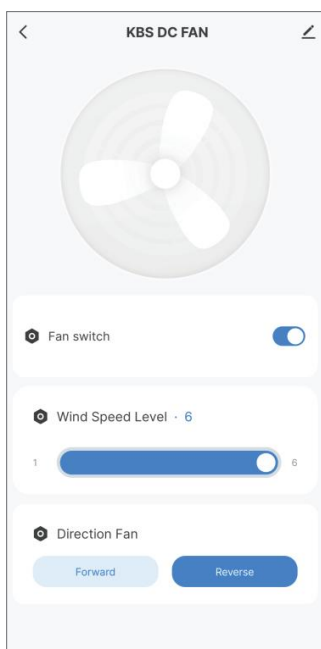 KBS DC FAN
Fan switch
Wind Speed Level · 6
1 6
Direction Fan
Forward Reverse